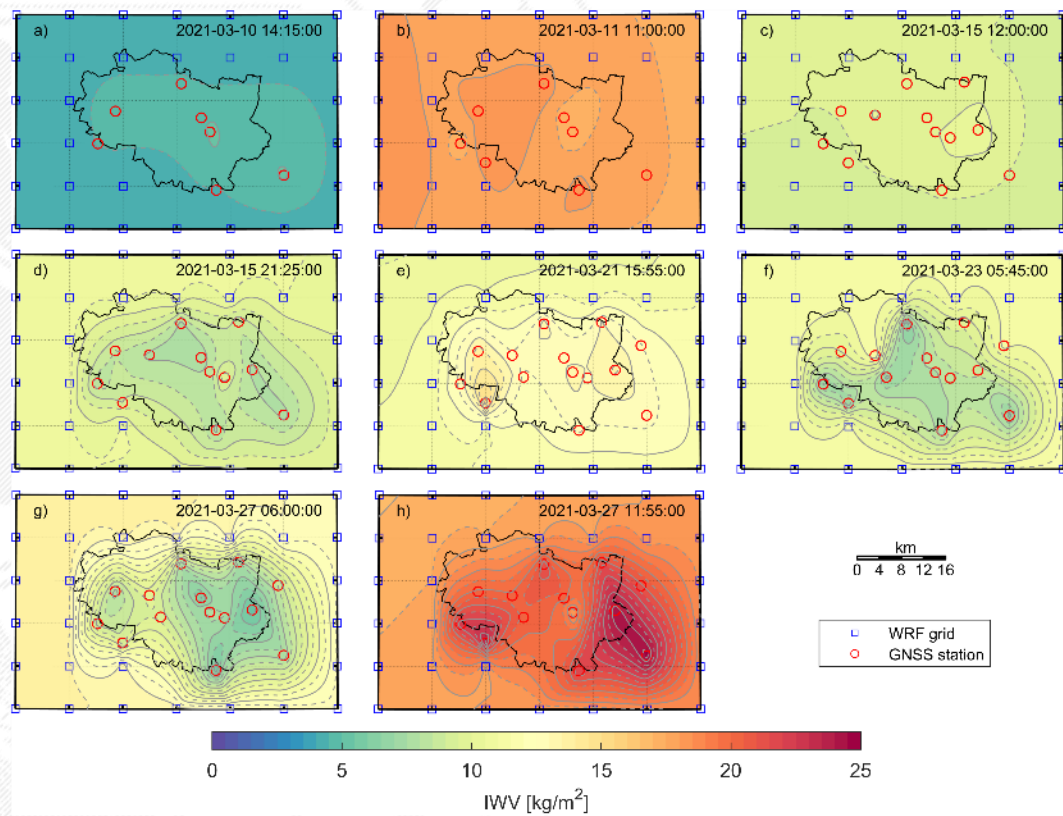 a) 2021-03-10 14:15:00
b) 2021-03-11 11:00:00
c) 2021-03-15 12:00:00
d) 2021-03-15 21:25:00
e) 2021-03-21 15:55:00
f) 2021-03-23 05:45:00
g) 2021-03-27 06:00:00
h) 2021-03-27 11:55:00
km
0 4 8 12 16
WRF grid
GNSS station
0 5 10 15 20 25
IWV [kg/m²]